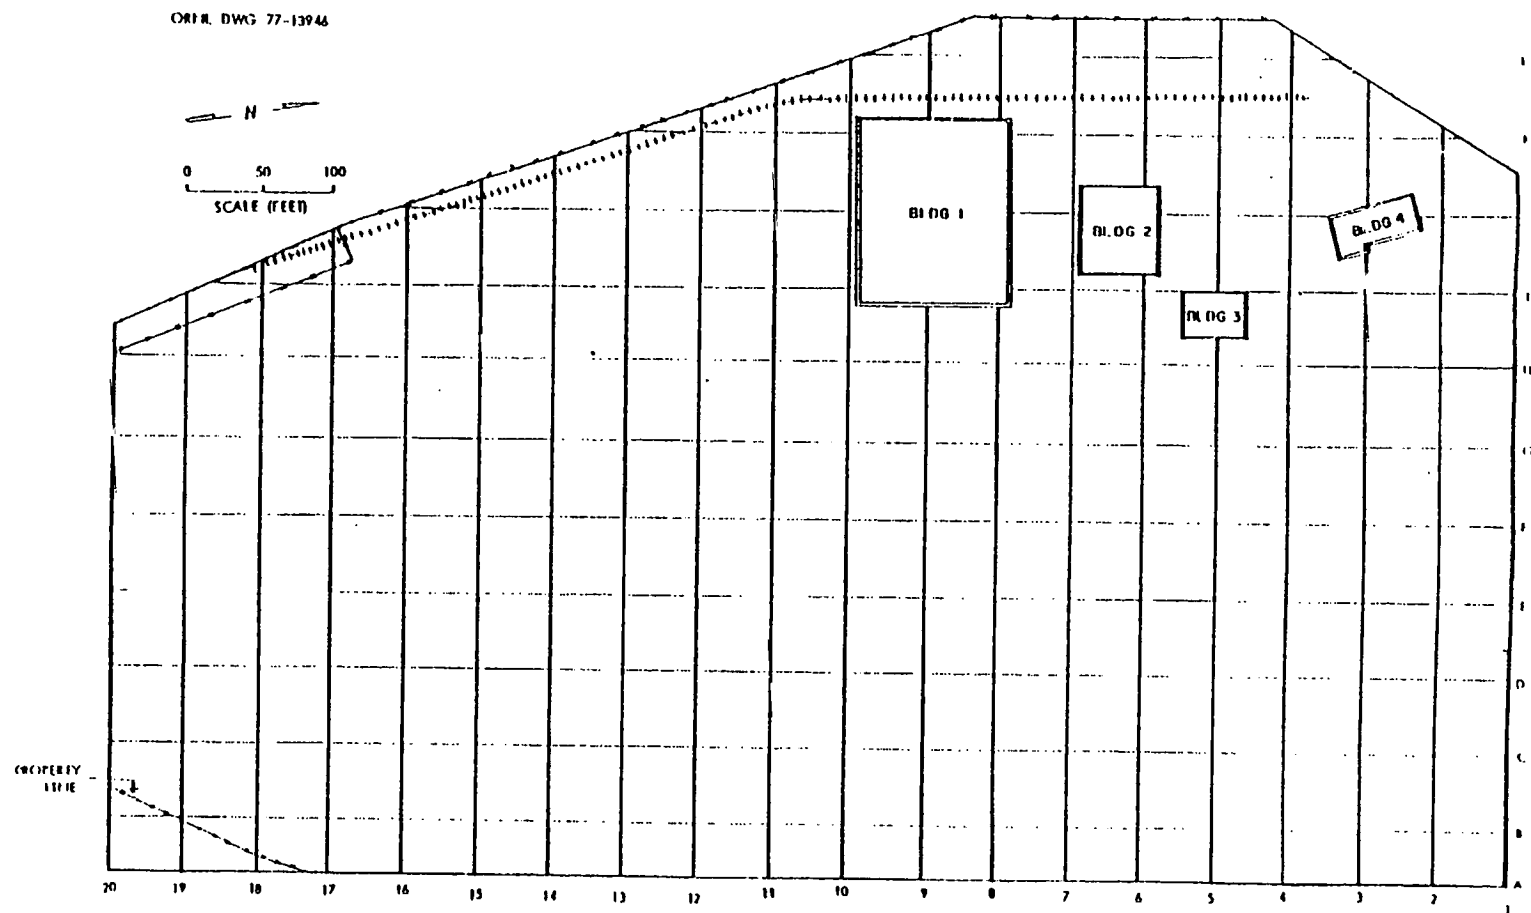 ORNL DWG 77-13946
N
0 50 100
SCALE (FEET)
BLDG 1
BLDG 2
BLDG 3
BLDG 4
PROPERTY
LINE
D
C
B
A
20 19 18 17 16 15 14 13 12 11 10 9 8 7 6 5 4 3 2 1